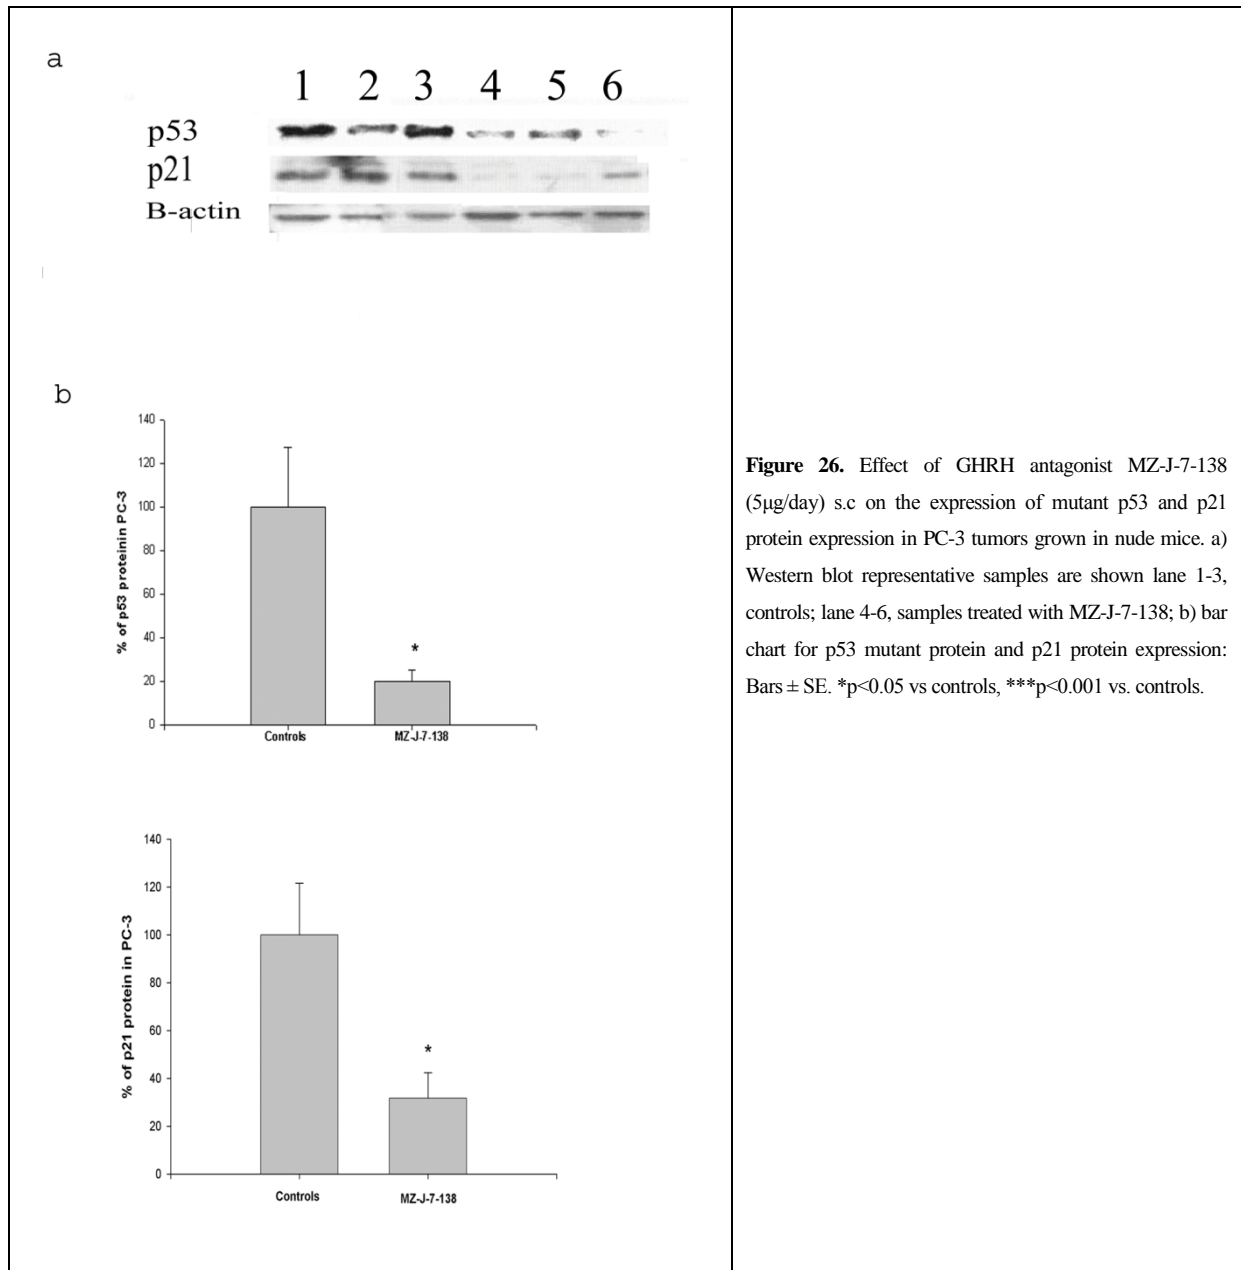 a
1 2 3 4 5 6
p53
p21
B-actin
b
140
120
100
80
60
40
20
0
% of p53 proteinin PC-3
*
Controls MZ-J-7-138
140
120
100
80
60
40
20
0
% of p21 protein in PC-3
*
Controls MZ-J-7-138
Figure 26. Effect of GHRH antagonist MZ-J-7-138
(5µg/day) s.c on the expression of mutant p53 and p21
protein expression in PC-3 tumors grown in nude mice. a)
Western blot representative samples are shown lane 1-3,
controls; lane 4-6, samples treated with MZ-J-7-138; b) bar
chart for p53 mutant protein and p21 protein expression:
Bars ± SE. *p<0.05 vs controls, ***p<0.001 vs. controls.